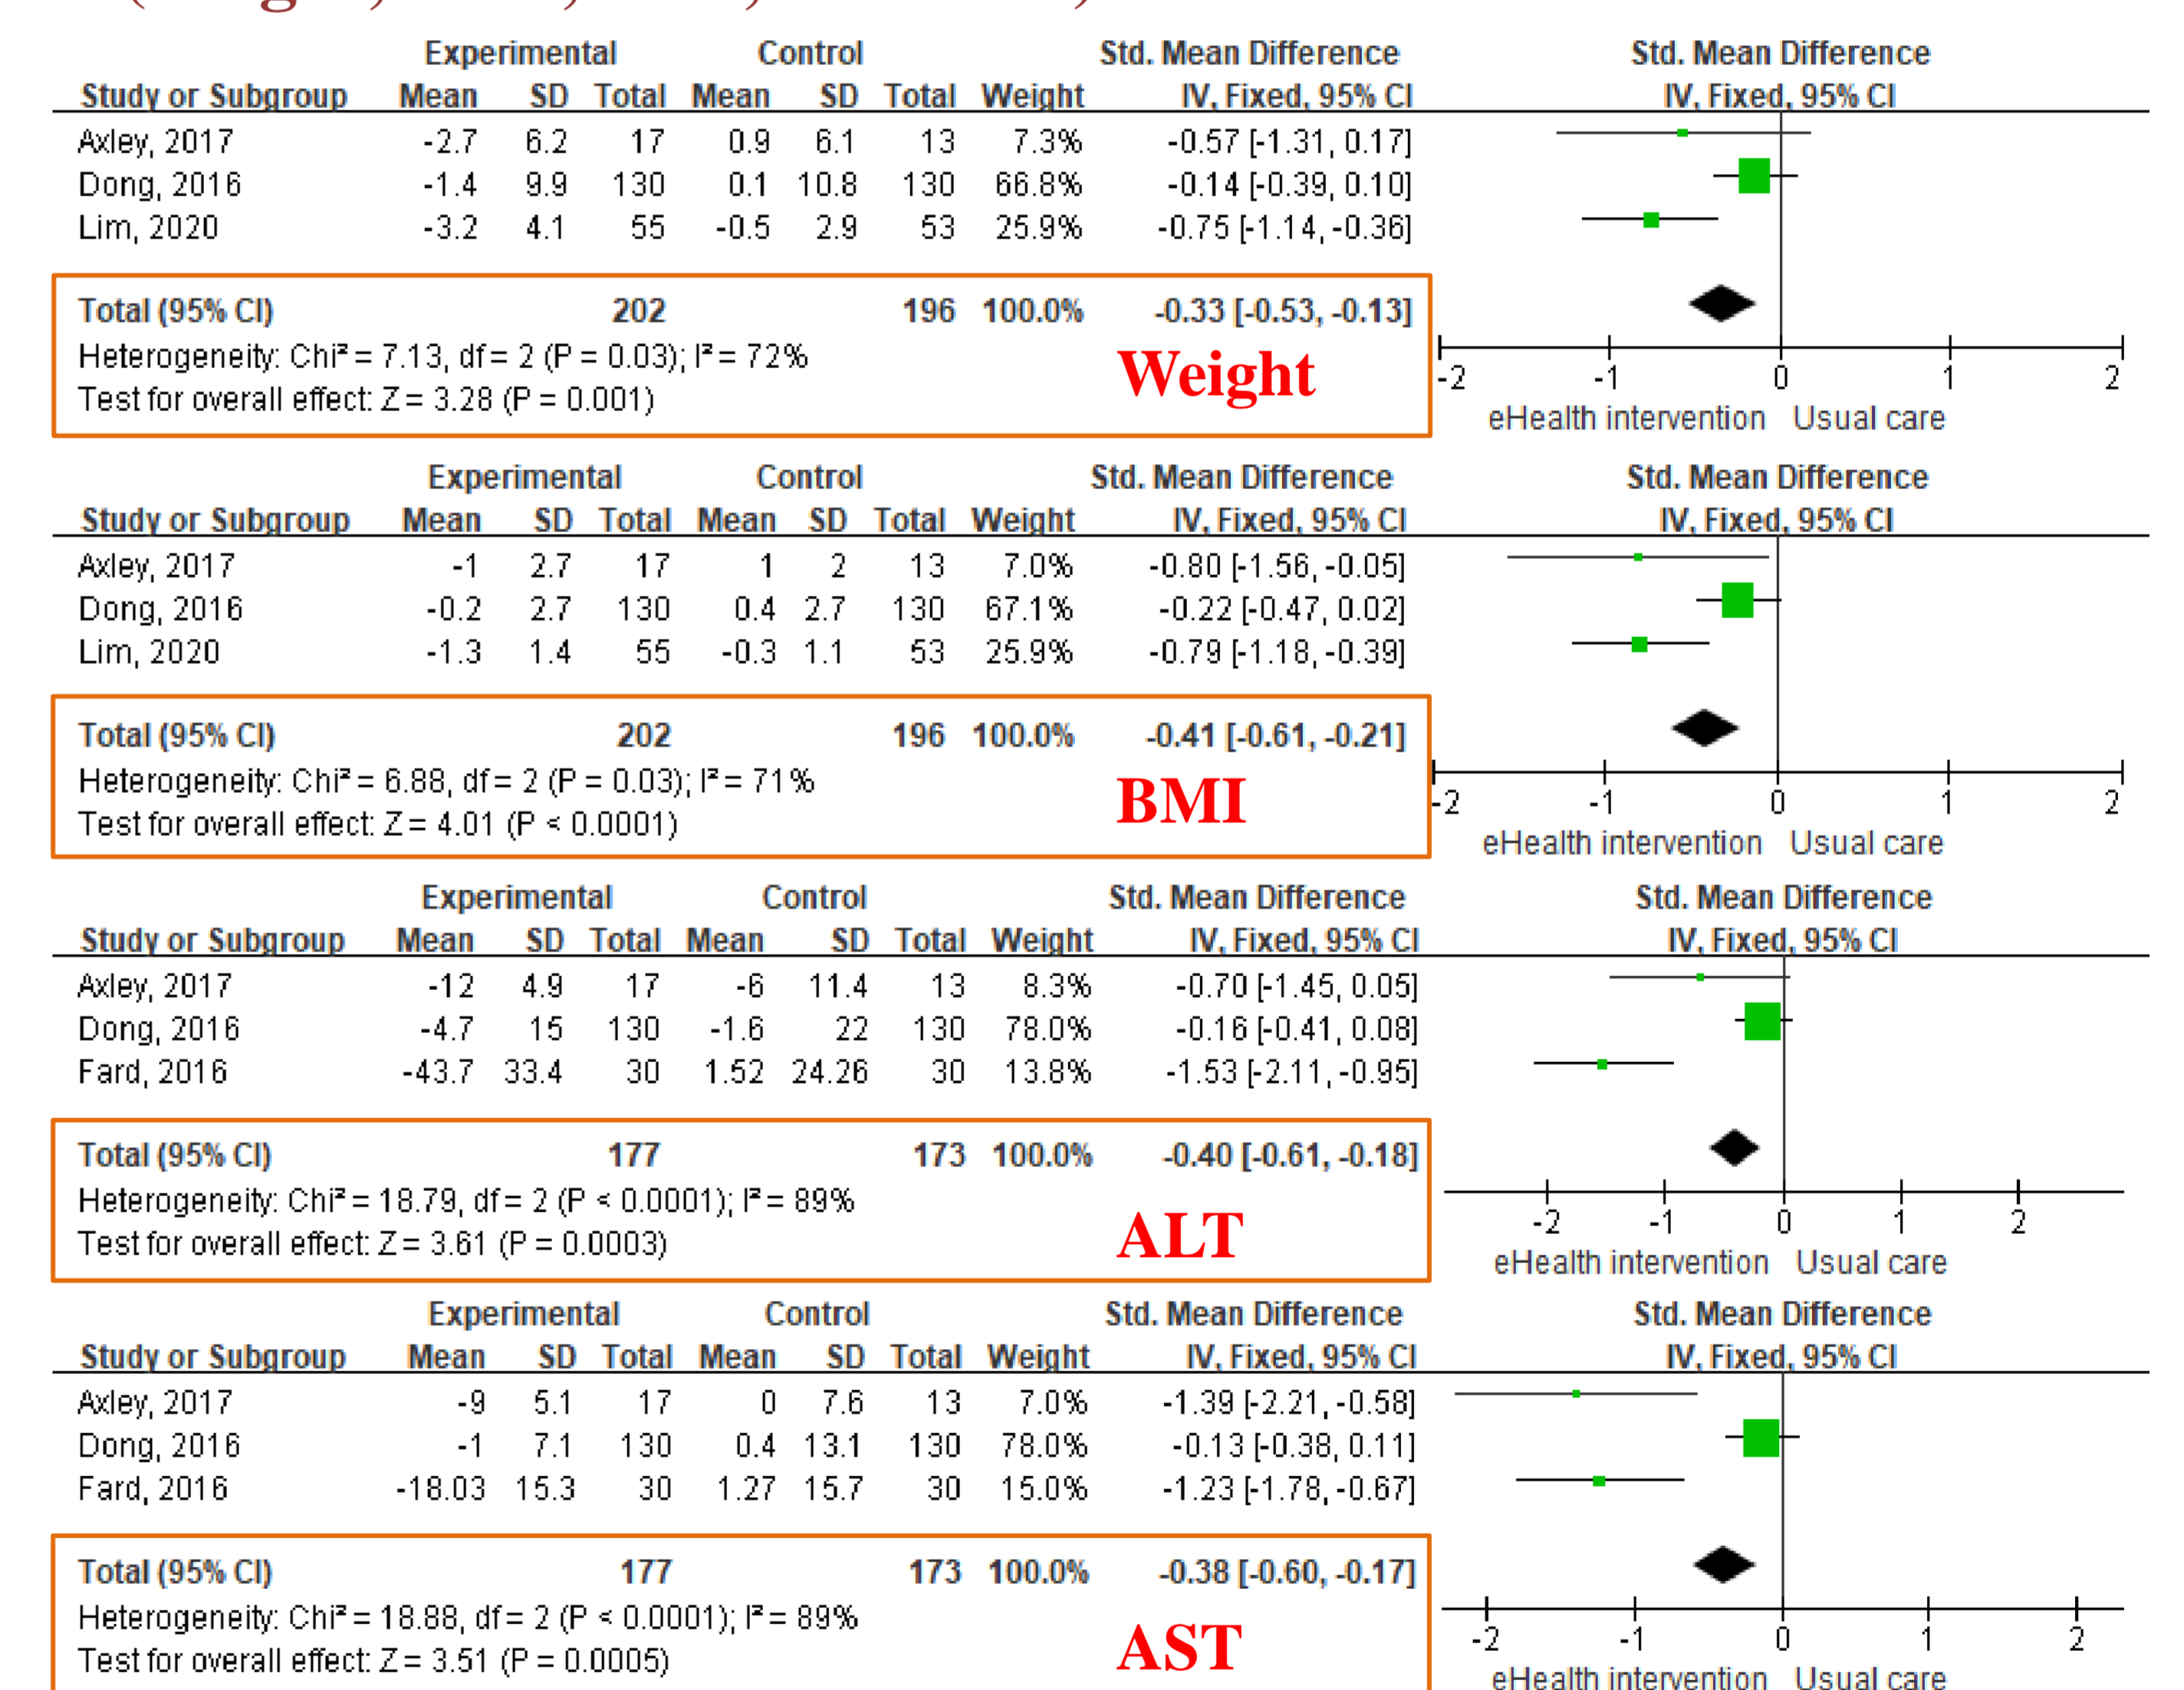 Experimental Control Std. Mean Difference Std. Mean Difference
Study or Subgroup Mean SD Total Mean SD Total Weight IV, Fixed, 95% CI IV, Fixed, 95% CI
Axley, 2017 -2.7 6.2 17 0.9 6.1 13 7.3% -0.57 [-1.31, 0.17]
Dong, 2016 -1.4 9.9 130 0.1 10.8 130 66.8% -0.14 [-0.39, 0.10]
Lim, 2020 -3.2 4.1 55 -0.5 2.9 53 25.9% -0.75 [-1.14, -0.36]
Total (95% CI) 202 196 100.0% -0.33 [-0.53, -0.13]
Heterogeneity: Chi² = 7.13, df = 2 (P = 0.03); I² = 72%
Test for overall effect: Z = 3.28 (P = 0.001)
Weight
-2 -1 0 1 2
eHealth intervention Usual care
Experimental Control Std. Mean Difference Std. Mean Difference
Study or Subgroup Mean SD Total Mean SD Total Weight IV, Fixed, 95% CI IV, Fixed, 95% CI
Axley, 2017 -1 2.7 17 1 2 13 7.0% -0.80 [-1.56, -0.05]
Dong, 2016 -0.2 2.7 130 0.4 2.7 130 67.1% -0.22 [-0.47, 0.02]
Lim, 2020 -1.3 1.4 55 -0.3 1.1 53 25.9% -0.79 [-1.18, -0.39]
Total (95% CI) 202 196 100.0% -0.41 [-0.61, -0.21]
Heterogeneity: Chi² = 6.88, df = 2 (P = 0.03); I² = 71%
Test for overall effect: Z = 4.01 (P < 0.0001)
BMI
-2 -1 0 1 2
eHealth intervention Usual care
Experimental Control Std. Mean Difference Std. Mean Difference
Study or Subgroup Mean SD Total Mean SD Total Weight IV, Fixed, 95% CI IV, Fixed, 95% CI
Axley, 2017 -12 4.9 17 -6 11.4 13 8.3% -0.70 [-1.45, 0.05]
Dong, 2016 -4.7 15 130 -1.6 22 130 78.0% -0.16 [-0.41, 0.08]
Fard, 2016 -43.7 33.4 30 1.52 24.26 30 13.8% -1.53 [-2.11, -0.95]
Total (95% CI) 177 173 100.0% -0.40 [-0.61, -0.18]
Heterogeneity: Chi² = 18.79, df = 2 (P < 0.0001); I² = 89%
Test for overall effect: Z = 3.61 (P = 0.0003)
ALT
-2 -1 0 1 2
eHealth intervention Usual care
Experimental Control Std. Mean Difference Std. Mean Difference
Study or Subgroup Mean SD Total Mean SD Total Weight IV, Fixed, 95% CI IV, Fixed, 95% CI
Axley, 2017 -9 5.1 17 0 7.6 13 7.0% -1.39 [-2.21, -0.58]
Dong, 2016 -1 7.1 130 0.4 13.1 130 78.0% -0.13 [-0.38, 0.11]
Fard, 2016 -18.03 15.3 30 1.27 15.7 30 15.0% -1.23 [-1.78, -0.67]
Total (95% CI) 177 173 100.0% -0.38 [-0.60, -0.17]
Heterogeneity: Chi² = 18.88, df = 2 (P < 0.0001); I² = 89%
Test for overall effect: Z = 3.51 (P = 0.0005)
AST
-2 -1 0 1 2
eHealth intervention Usual care